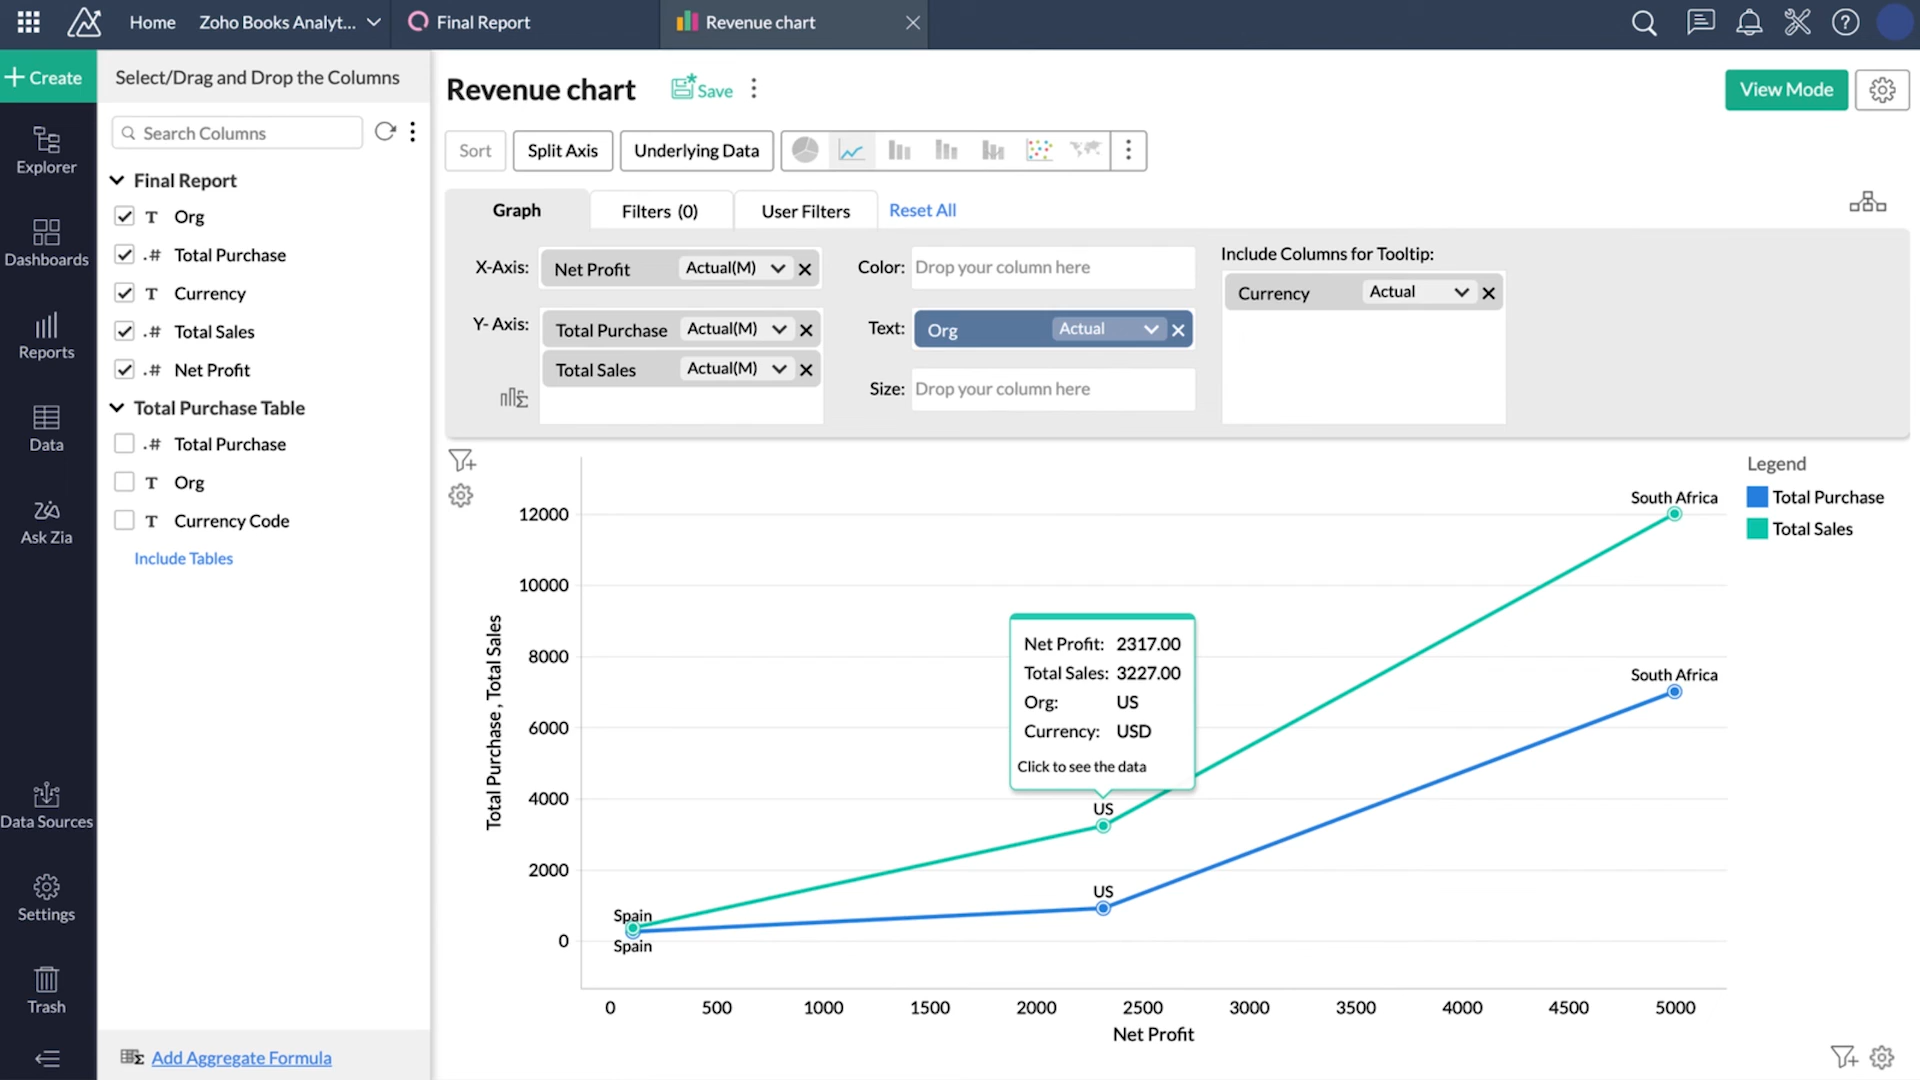 Home
Zoho Books Analyt...
Final Report
Revenue chart
Create
Select/Drag and Drop the Columns
Revenue chart
Save
View Mode
Search Columns
Sort
Split Axis
Underlying Data
Explorer
Dashboards
Reports
Data
Ask Zia
Data Sources
Settings
Trash
Final Report
T Org
.# Total Purchase
T Currency
.# Total Sales
.# Net Profit
Total Purchase Table
.# Total Purchase
T Org
T Currency Code
Include Tables
Add Aggregate Formula
Graph
Filters (0)
User Filters
Reset All
X-Axis:
Net Profit Actual(M)
Y- Axis:
Total Purchase Actual(M)
Total Sales Actual(M)
Color:
Drop your column here
Text:
Org Actual
Size:
Drop your column here
Include Columns for Tooltip:
Currency Actual
Legend
Total Purchase
Total Sales
Total Purchase , Total Sales
12000
10000
8000
6000
4000
2000
0
South Africa
South Africa
Net Profit: 2317.00
Total Sales: 3227.00
Org: US
Currency: USD
Click to see the data
US
US
Spain
Spain
0 500 1000 1500 2000 2500 3000 3500 4000 4500 5000
Net Profit